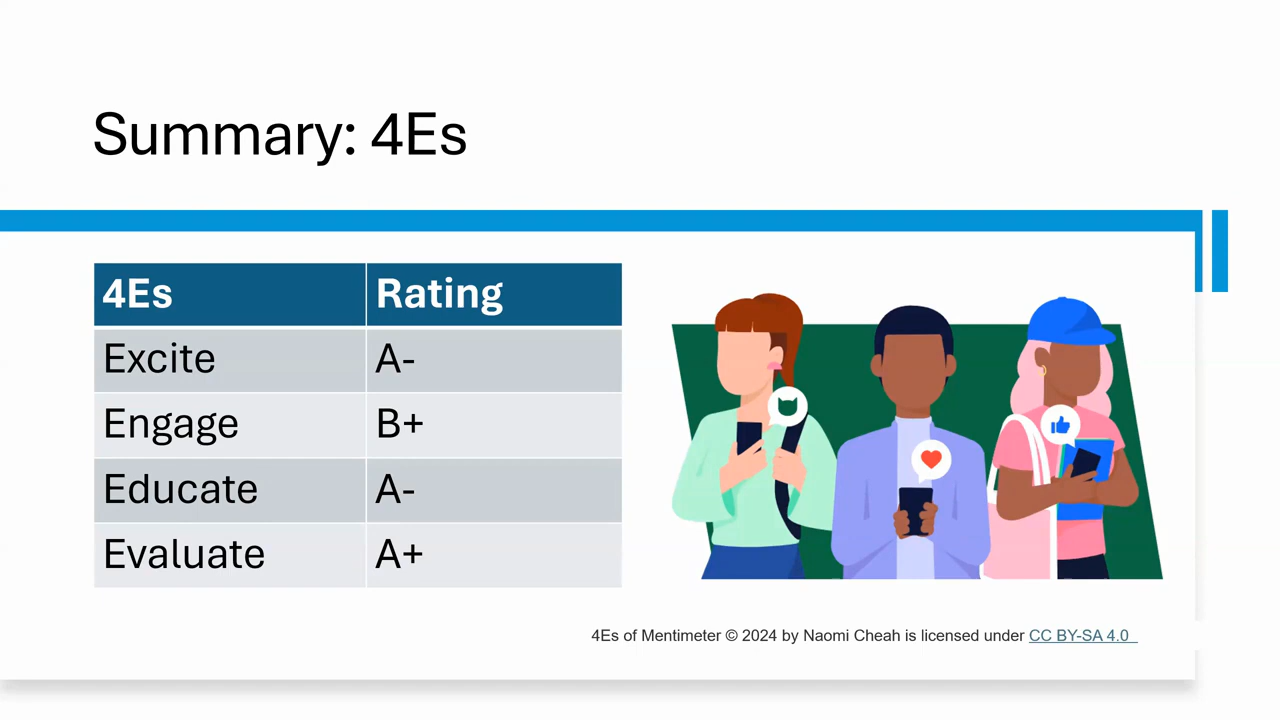 Summary: 4Es
4Es Rating
Excite A-
Engage B+
Educate A-
Evaluate A+
4Es of Mentimeter © 2024 by Naomi Cheah is licensed under CC BY-SA 4.0